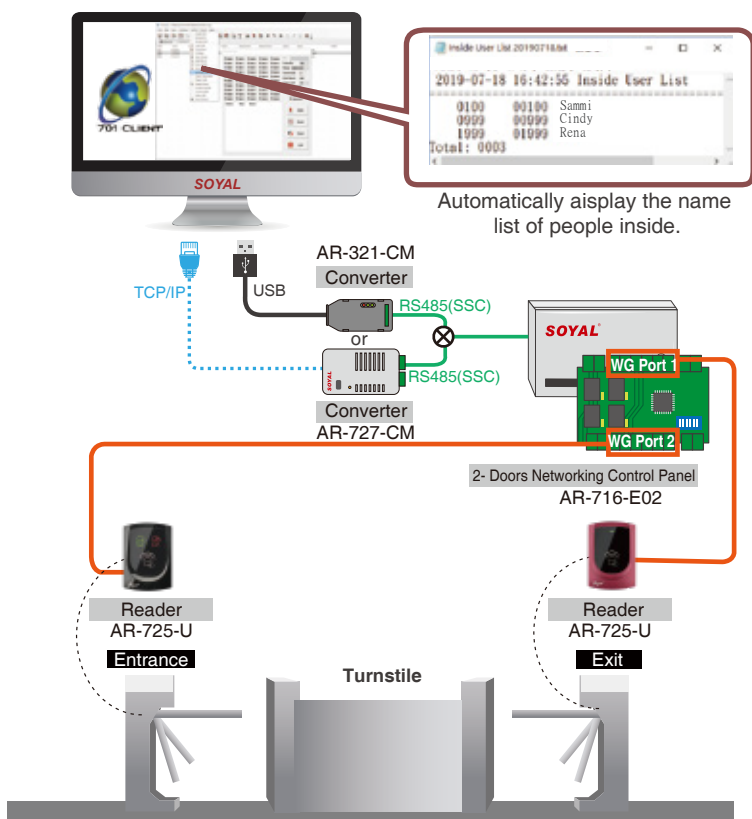 Inside User List 20190718.txt
2019-07-18 16:42:55 Inside User List
0100 00100 Sammi
0999 00999 Cindy
1999 01999 Rena
Total: 0003
701 CLIENT
SOYAL
Automatically aisplay the name
list of people inside.
AR-321-CM
Converter
TCP/IP
USB
RS485(SSC)
or
SOYAL
RS485(SSC)
Converter
AR-727-CM
SOYAL
WG Port 1
WG Port 2
2- Doors Networking Control Panel
AR-716-E02
Reader
AR-725-U
Entrance
Reader
AR-725-U
Exit
Turnstile